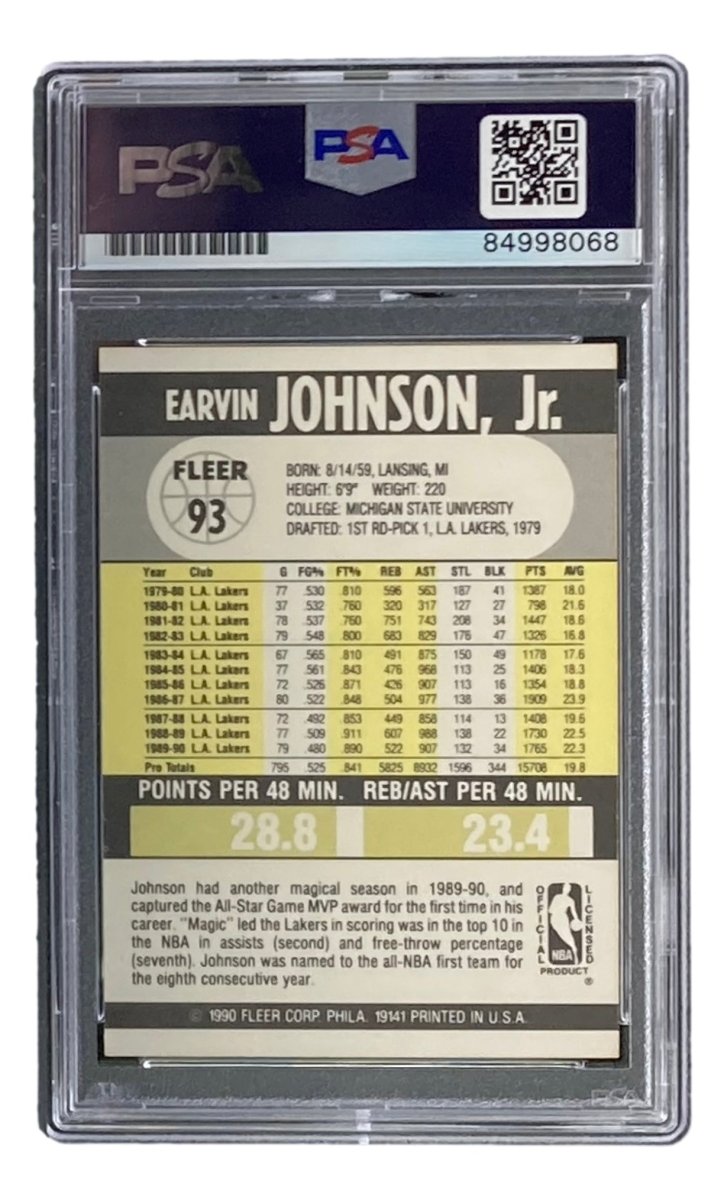 PSA PSA
84998068
EARVIN JOHNSON, Jr.
FLEER
93
BORN: 8/14/59, LANSING, MI
HEIGHT: 6'9" WEIGHT: 220
COLLEGE: MICHIGAN STATE UNIVERSITY
DRAFTED: 1ST RD-PICK 1, L.A. LAKERS, 1979
Year Club G FG% FT% REB AST STL BLK PTS AVG
1979-80 L.A. Lakers 77 .530 .810 596 563 187 41 1387 18.0
1980-81 L.A. Lakers 37 .532 .760 320 317 127 27 798 21.6
1981-82 L.A. Lakers 78 .537 .760 751 743 208 34 1447 18.6
1982-83 L.A. Lakers 79 .548 .800 683 829 176 47 1326 16.8
1983-84 L.A. Lakers 67 .565 .810 491 875 150 49 1178 17.6
1984-85 L.A. Lakers 77 .561 .843 476 968 113 25 1406 18.3
1985-86 L.A. Lakers 72 .526 .871 426 907 113 16 1354 18.8
1986-87 L.A. Lakers 80 .522 .848 504 977 138 36 1909 23.9
1987-88 L.A. Lakers 72 .492 .853 449 858 114 13 1408 19.6
1988-89 L.A. Lakers 77 .509 .911 607 988 138 22 1730 22.5
1989-90 L.A. Lakers 79 .480 .890 522 907 132 34 1765 22.3
Pro Totals 795 .525 .841 5825 8932 1596 344 15708 19.8
POINTS PER 48 MIN. REB/AST PER 48 MIN.
28.8 23.4
Johnson had another magical season in 1989-90, and
captured the All-Star Game MVP award for the first time in his
career. "Magic" led the Lakers in scoring was in the top 10 in
the NBA in assists (second) and free-throw percentage
(seventh). Johnson was named to the all-NBA first team for
the eighth consecutive year.
OFFICIAL
LICENSED
NBA
PRODUCT ®
© 1990 FLEER CORP. PHILA. 19141 PRINTED IN U.S.A.
PSA